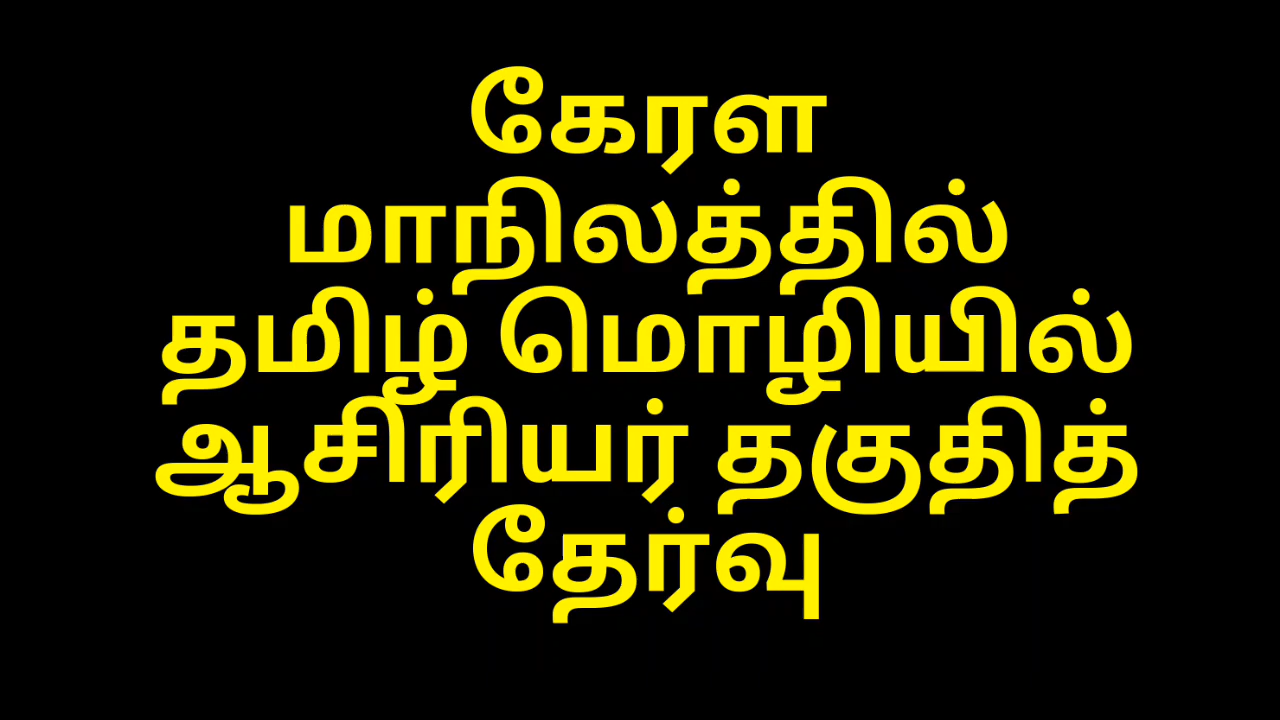 கேரள
மாநிலத்தில்
தமிழ் மொழியில்
ஆசிரியர் தகுதித்
தேர்வு